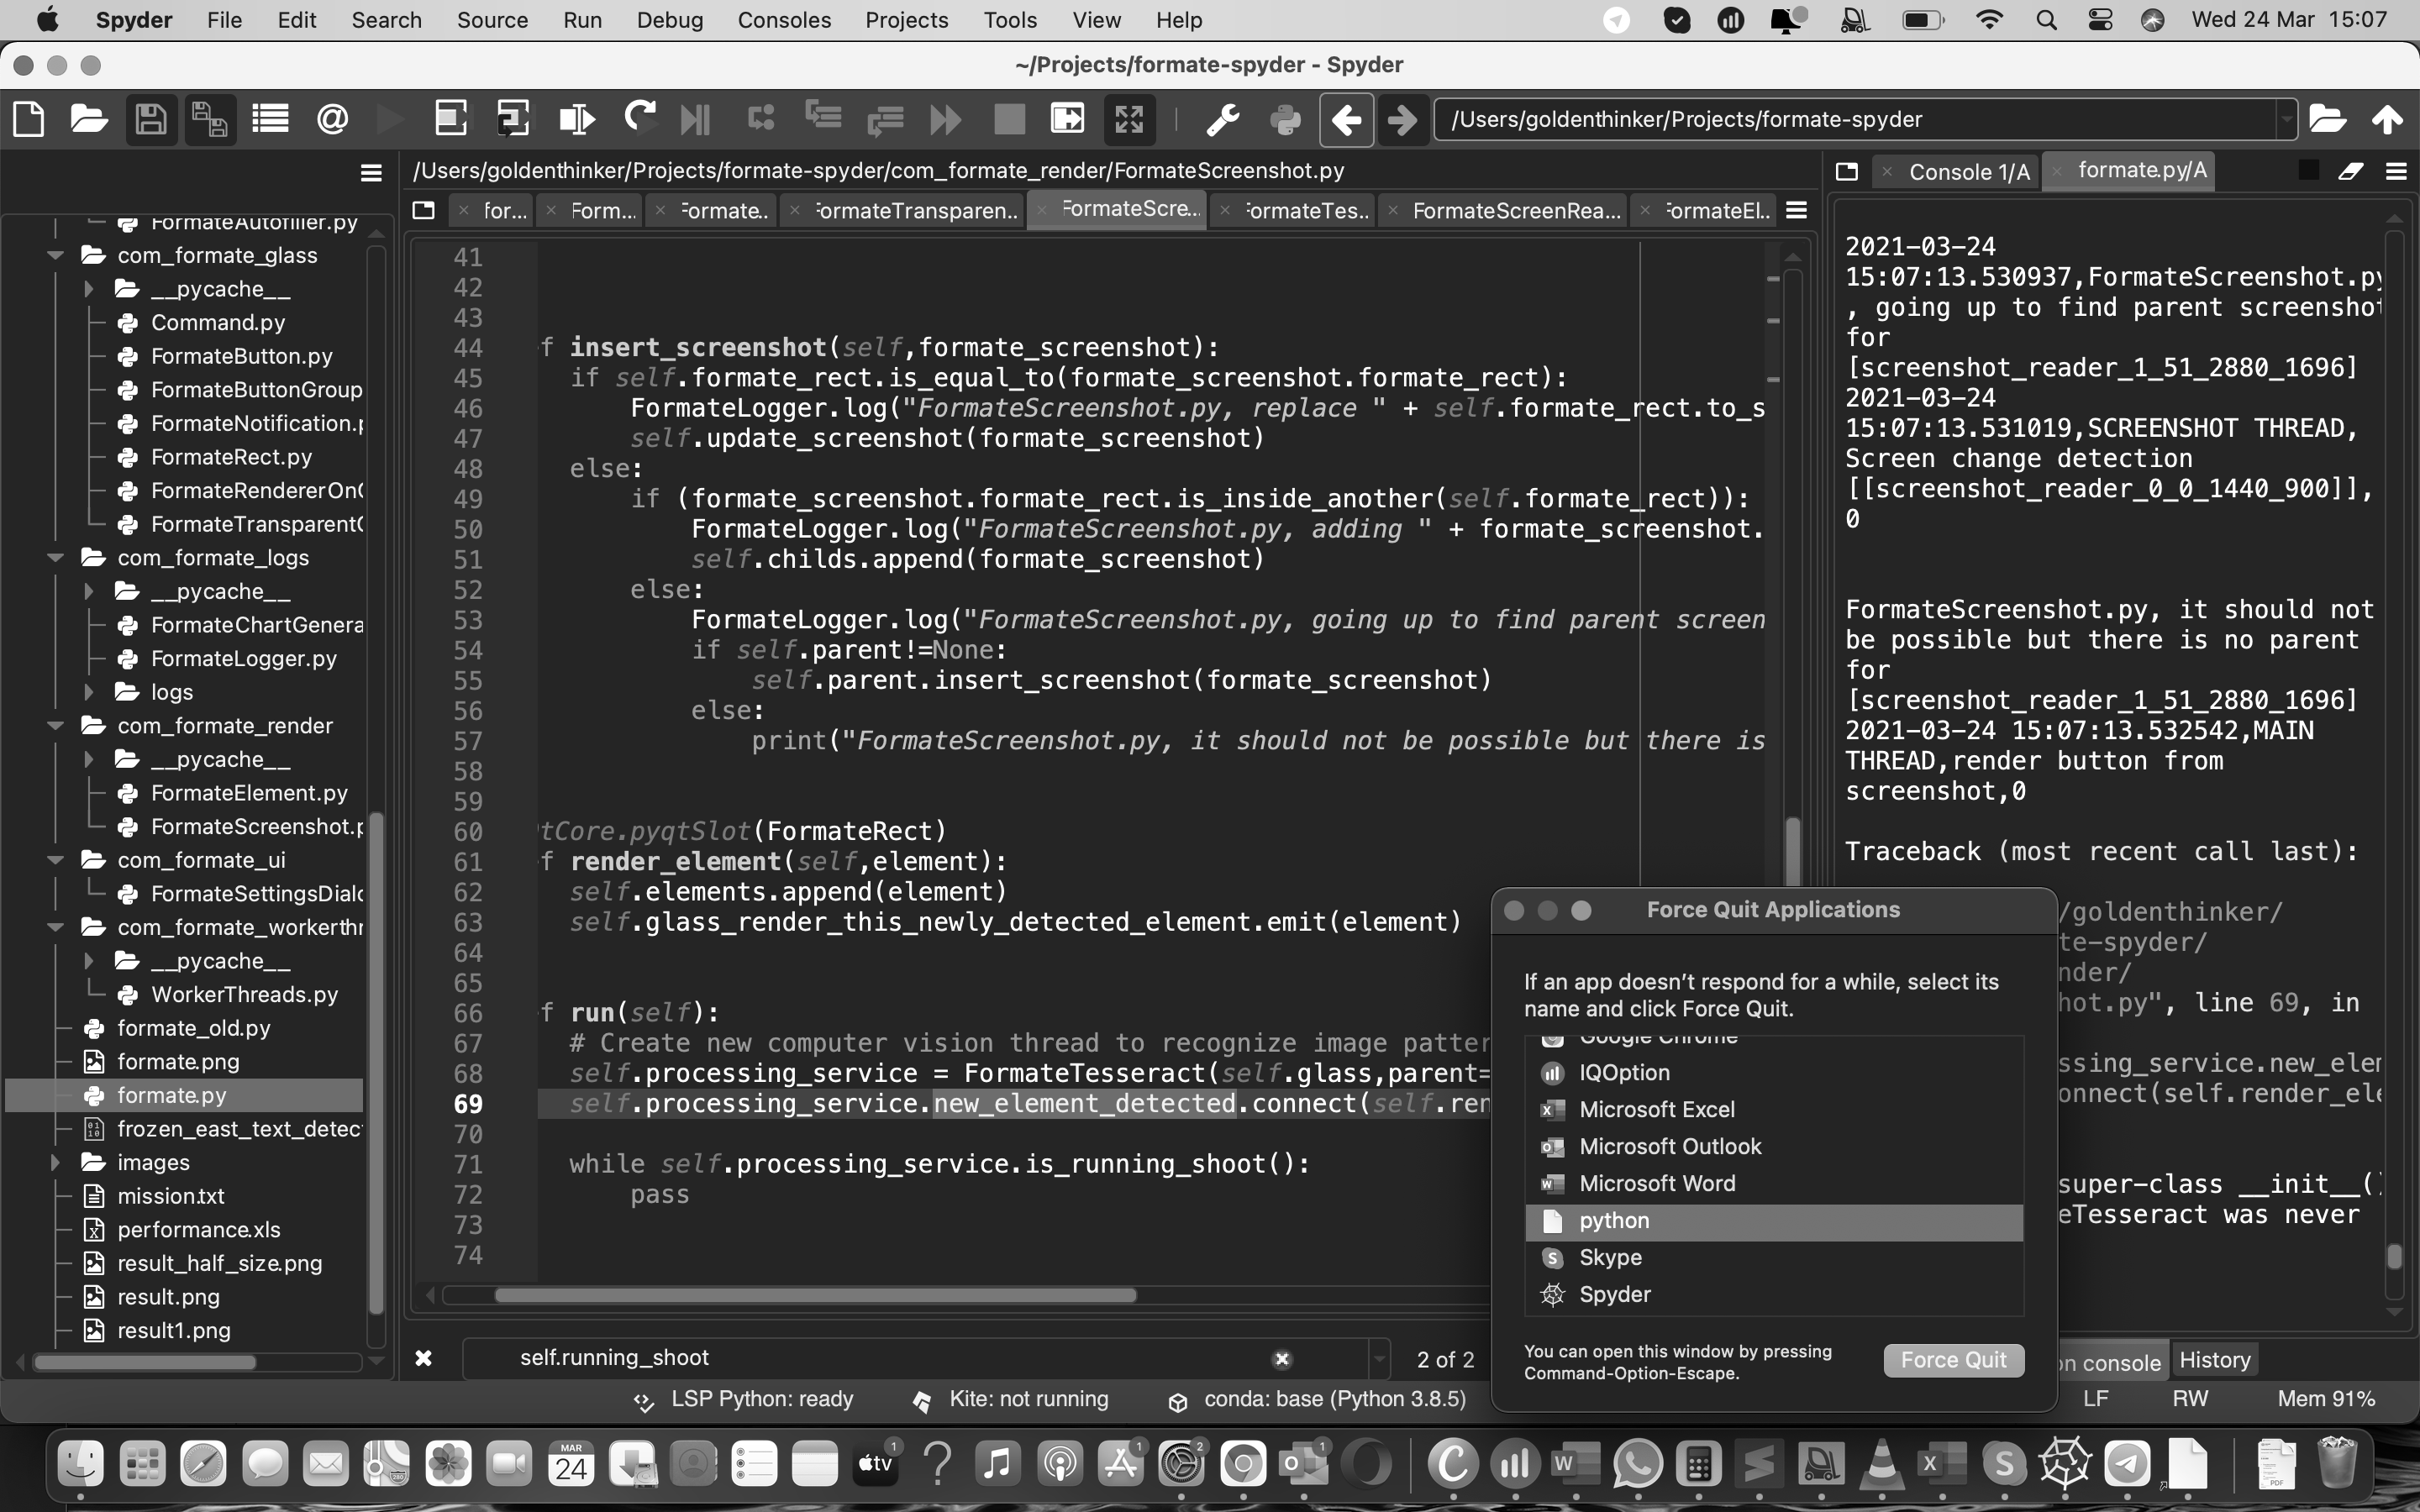 Spyder File Edit Search Source Run Debug Consoles Projects Tools View Help Wed 24 Mar 15:07
~/Projects/formate-spyder - Spyder
/Users/goldenthinker/Projects/formate-spyder
/Users/goldenthinker/Projects/formate-spyder/com_formate_render/FormateScreenshot.py
for... Form... Formate.. FormateTransparen.. FormateScre... FormateTes.. FormateScreenRea... FormateEl..
Console 1/A formate.py/A
FormateAutofiller.py
com_formate_glass
__pycache__
Command.py
FormateButton.py
FormateButtonGroup
FormateNotification.p
FormateRect.py
FormateRendererOn
FormateTransparent
com_formate_logs
__pycache__
FormateChartGenera
FormateLogger.py
logs
com_formate_render
__pycache__
FormateElement.py
FormateScreenshot.p
com_formate_ui
FormateSettingsDialo
com_formate_workerthr
__pycache__
WorkerThreads.py
formate_old.py
formate.png
formate.py
frozen_east_text_detec
images
mission.txt
performance.xls
result_half_size.png
result.png
result1.png
41
42
43
44 f insert_screenshot(self,formate_screenshot):
45 if self.formate_rect.is_equal_to(formate_screenshot.formate_rect):
46 FormateLogger.log("FormateScreenshot.py, replace " + self.formate_rect.to_s
47 self.update_screenshot(formate_screenshot)
48 else:
49 if (formate_screenshot.formate_rect.is_inside_another(self.formate_rect)):
50 FormateLogger.log("FormateScreenshot.py, adding " + formate_screenshot.
51 self.childs.append(formate_screenshot)
52 else:
53 FormateLogger.log("FormateScreenshot.py, going up to find parent screen
54 if self.parent!=None:
55 self.parent.insert_screenshot(formate_screenshot)
56 else:
57 print("FormateScreenshot.py, it should not be possible but there is
58
59
60 tCore.pyqtSlot(FormateRect)
61 f render_element(self,element):
62 self.elements.append(element)
63 self.glass_render_this_newly_detected_element.emit(element)
64
65
66 f run(self):
67 # Create new computer vision thread to recognize image patter
68 self.processing_service = FormateTesseract(self.glass,parent=
69 self.processing_service.new_element_detected.connect(self.ren
70
71 while self.processing_service.is_running_shoot():
72 pass
73
74
self.running_shoot 2 of 2
2021-03-24
15:07:13.530937,FormateScreenshot.py
, going up to find parent screenshot
for
[screenshot_reader_1_51_2880_1696]
2021-03-24
15:07:13.531019,SCREENSHOT THREAD,
Screen change detection
[[screenshot_reader_0_0_1440_900]],
0
FormateScreenshot.py, it should not
be possible but there is no parent
for
[screenshot_reader_1_51_2880_1696]
2021-03-24 15:07:13.532542,MAIN
THREAD,render button from
screenshot,0
Traceback (most recent call last):
/goldenthinker/
te-spyder/
nder/
hot.py", line 69, in
ssing_service.new_elem
onnect(self.render_ele
super-class __init__()
eTesseract was never
Force Quit Applications
If an app doesn't respond for a while, select its
name and click Force Quit.
Google Chrome
IQOption
Microsoft Excel
Microsoft Outlook
Microsoft Word
python
Skype
Spyder
You can open this window by pressing
Command-Option-Escape.
Force Quit
on console History
LSP Python: ready Kite: not running conda: base (Python 3.8.5) LF RW Mem 91%
MAR
24
tv
1
1
2
1
PDF